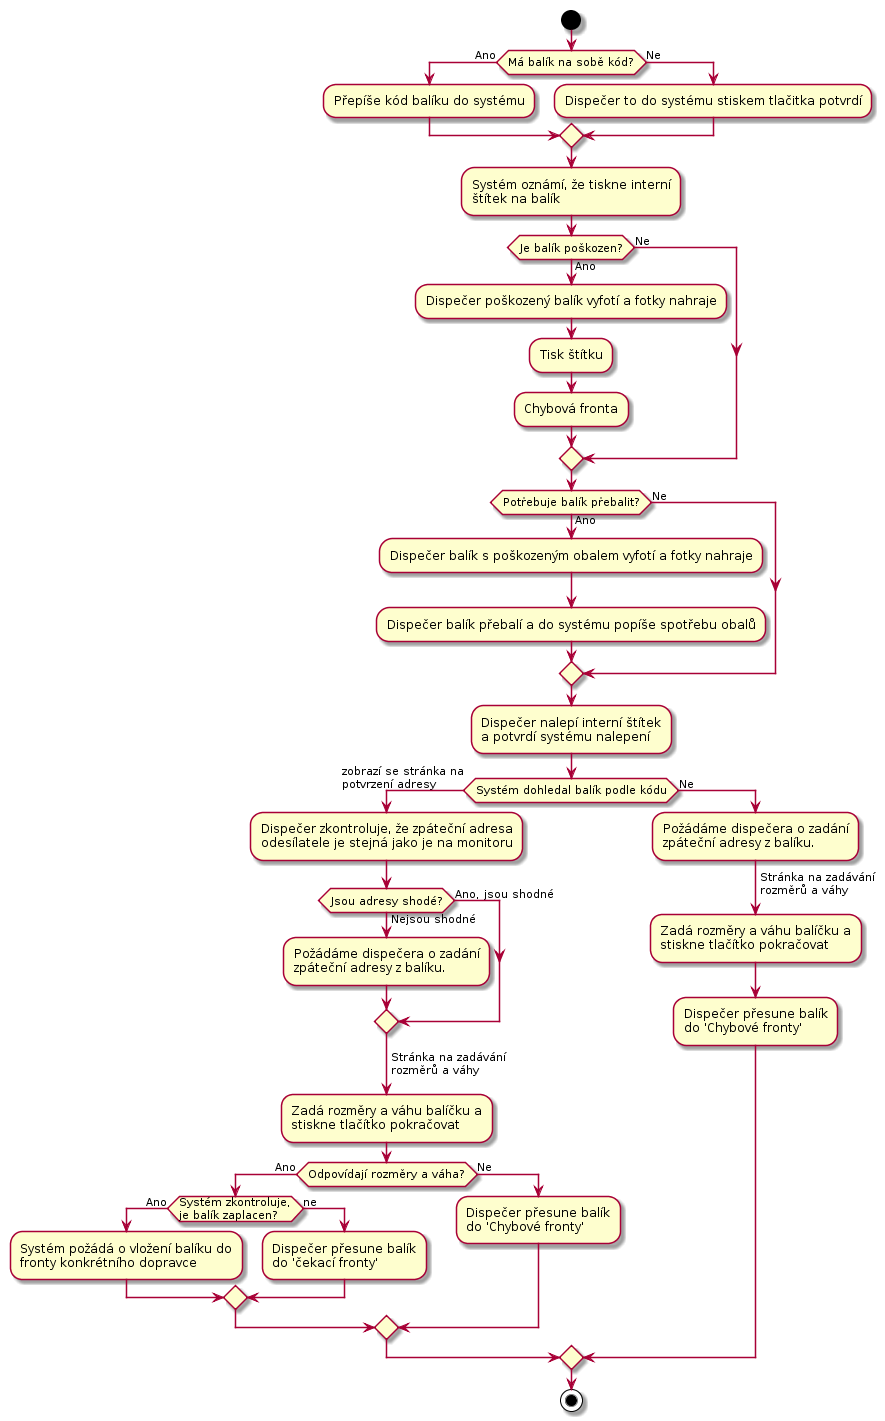 Ano
Má balík na sobě kód?
Ne
Přepíše kód balíku do systému
Dispečer to do systému stiskem tlačitka potvrdí
Systém oznámí, že tiskne interní
štítek na balík
Je balík poškozen?
Ne
Ano
Dispečer poškozený balík vyfotí a fotky nahraje
Tisk štítku
Chybová fronta
Potřebuje balík přebalit?
Ne
Ano
Dispečer balík s poškozeným obalem vyfotí a fotky nahraje
Dispečer balík přebalí a do systému popíše spotřebu obalů
Dispečer nalepí interní štítek
a potvrdí systému nalepení
zobrazí se stránka na
potvrzení adresy
Systém dohledal balík podle kódu
Ne
Dispečer zkontroluje, že zpáteční adresa
odesílatele je stejná jako je na monitoru
Požádáme dispečera o zadání
zpáteční adresy z balíku.
Stránka na zadávání
rozměrů a váhy
Jsou adresy shodé?
Ano, jsou shodné
Nejsou shodné
Požádáme dispečera o zadání
zpáteční adresy z balíku.
Zadá rozměry a váhu balíčku a
stiskne tlačítko pokračovat
Dispečer přesune balík
do 'Chybové fronty'
Stránka na zadávání
rozměrů a váhy
Zadá rozměry a váhu balíčku a
stiskne tlačítko pokračovat
Ano
Odpovídají rozměry a váha?
Ne
Ano
Systém zkontroluje,
je balík zaplacen?
ne
Dispečer přesune balík
do 'Chybové fronty'
Systém požádá o vložení balíku do
fronty konkrétního dopravce
Dispečer přesune balík
do 'čekací fronty'